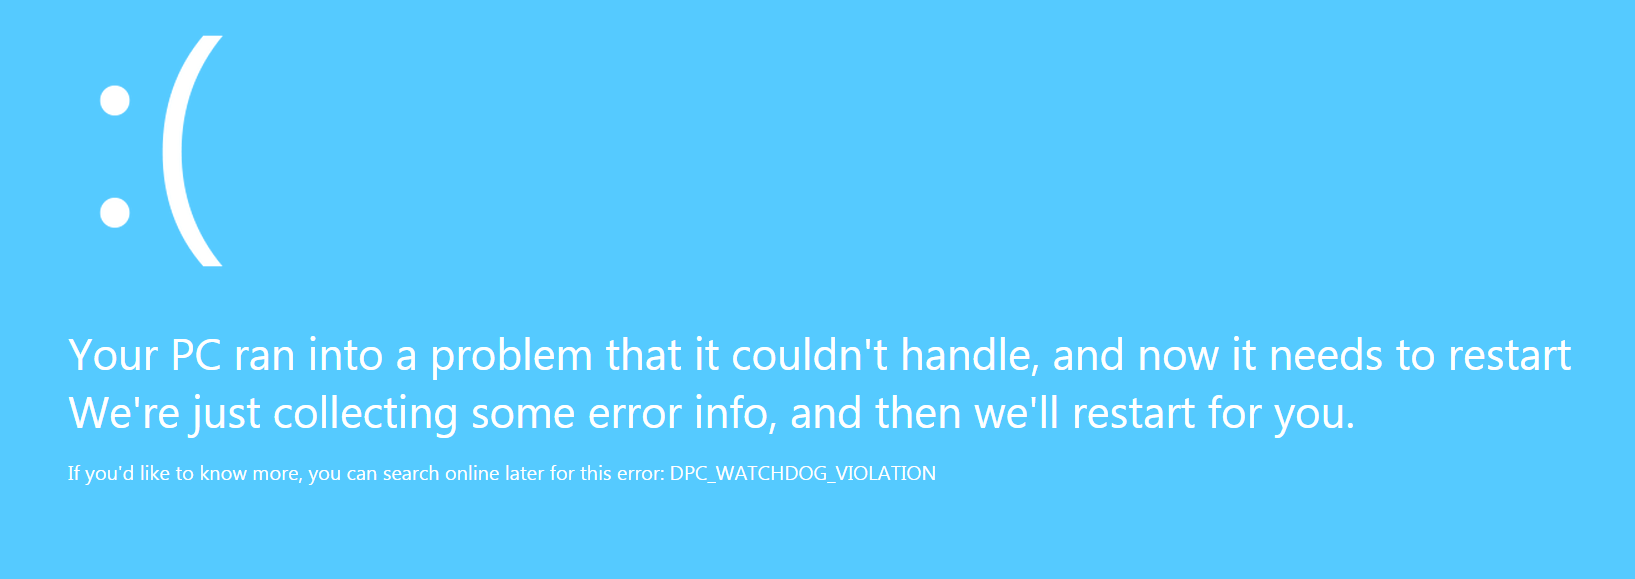 :(
Your PC ran into a problem that it couldn't handle, and now it needs to restart
We're just collecting some error info, and then we'll restart for you.
If you'd like to know more, you can search online later for this error: DPC_WATCHDOG_VIOLATION